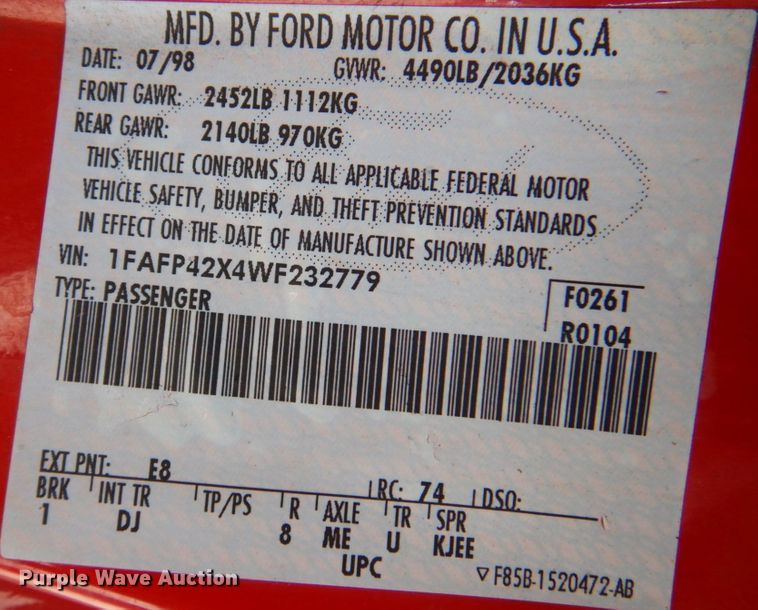 MFD. BY FORD MOTOR CO. IN U.S.A.
DATE: 07/98 GVWR: 4490LB/2036KG
FRONT GAWR: 2452LB 1112KG
REAR GAWR: 2140LB 970KG
THIS VEHICLE CONFORMS TO ALL APPLICABLE FEDERAL MOTOR
VEHICLE SAFETY, BUMPER, AND THEFT PREVENTION STANDARDS
IN EFFECT ON THE DATE OF MANUFACTURE SHOWN ABOVE.
VIN: 1FAFP42X4WF232779
TYPE: PASSENGER
F0261
R0104
EXT PNT: E8 RC: 74 DSO:
BRK INT TR TP/PS R AXLE TR SPR
1 DJ 8 ME U KJEE
UPC ▽F85B-1520472-AB
Purple Wave Auction